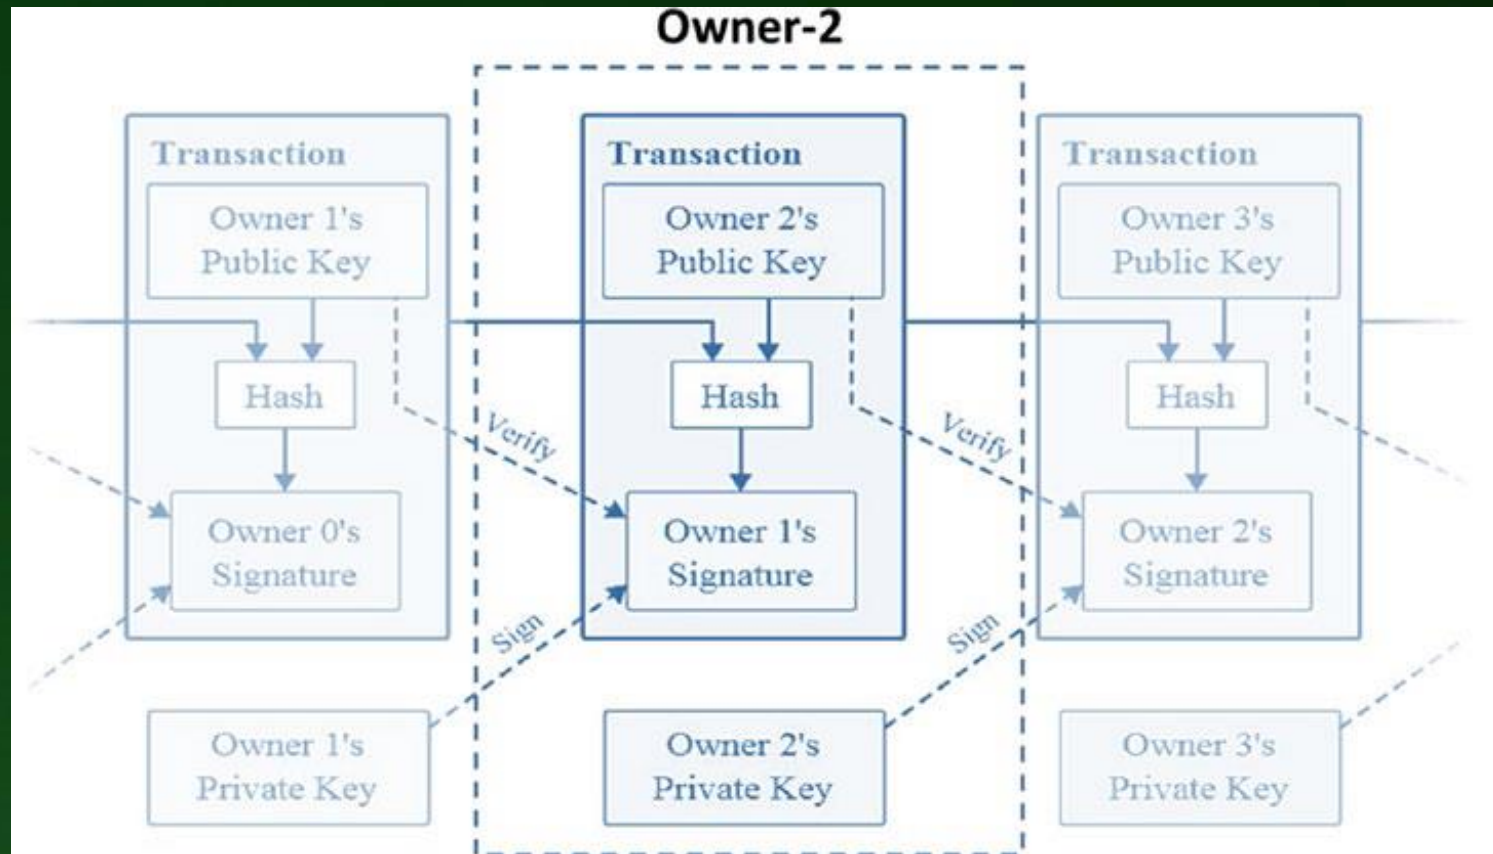 Owner-2
Transaction
Owner 1's
Public Key
Hash
Owner 0's
Signature
Owner 1's
Private Key
Verify
Sign
Transaction
Owner 2's
Public Key
Hash
Owner 1's
Signature
Owner 2's
Private Key
Verify
Sign
Transaction
Owner 3's
Public Key
Hash
Owner 2's
Signature
Owner 3's
Private Key